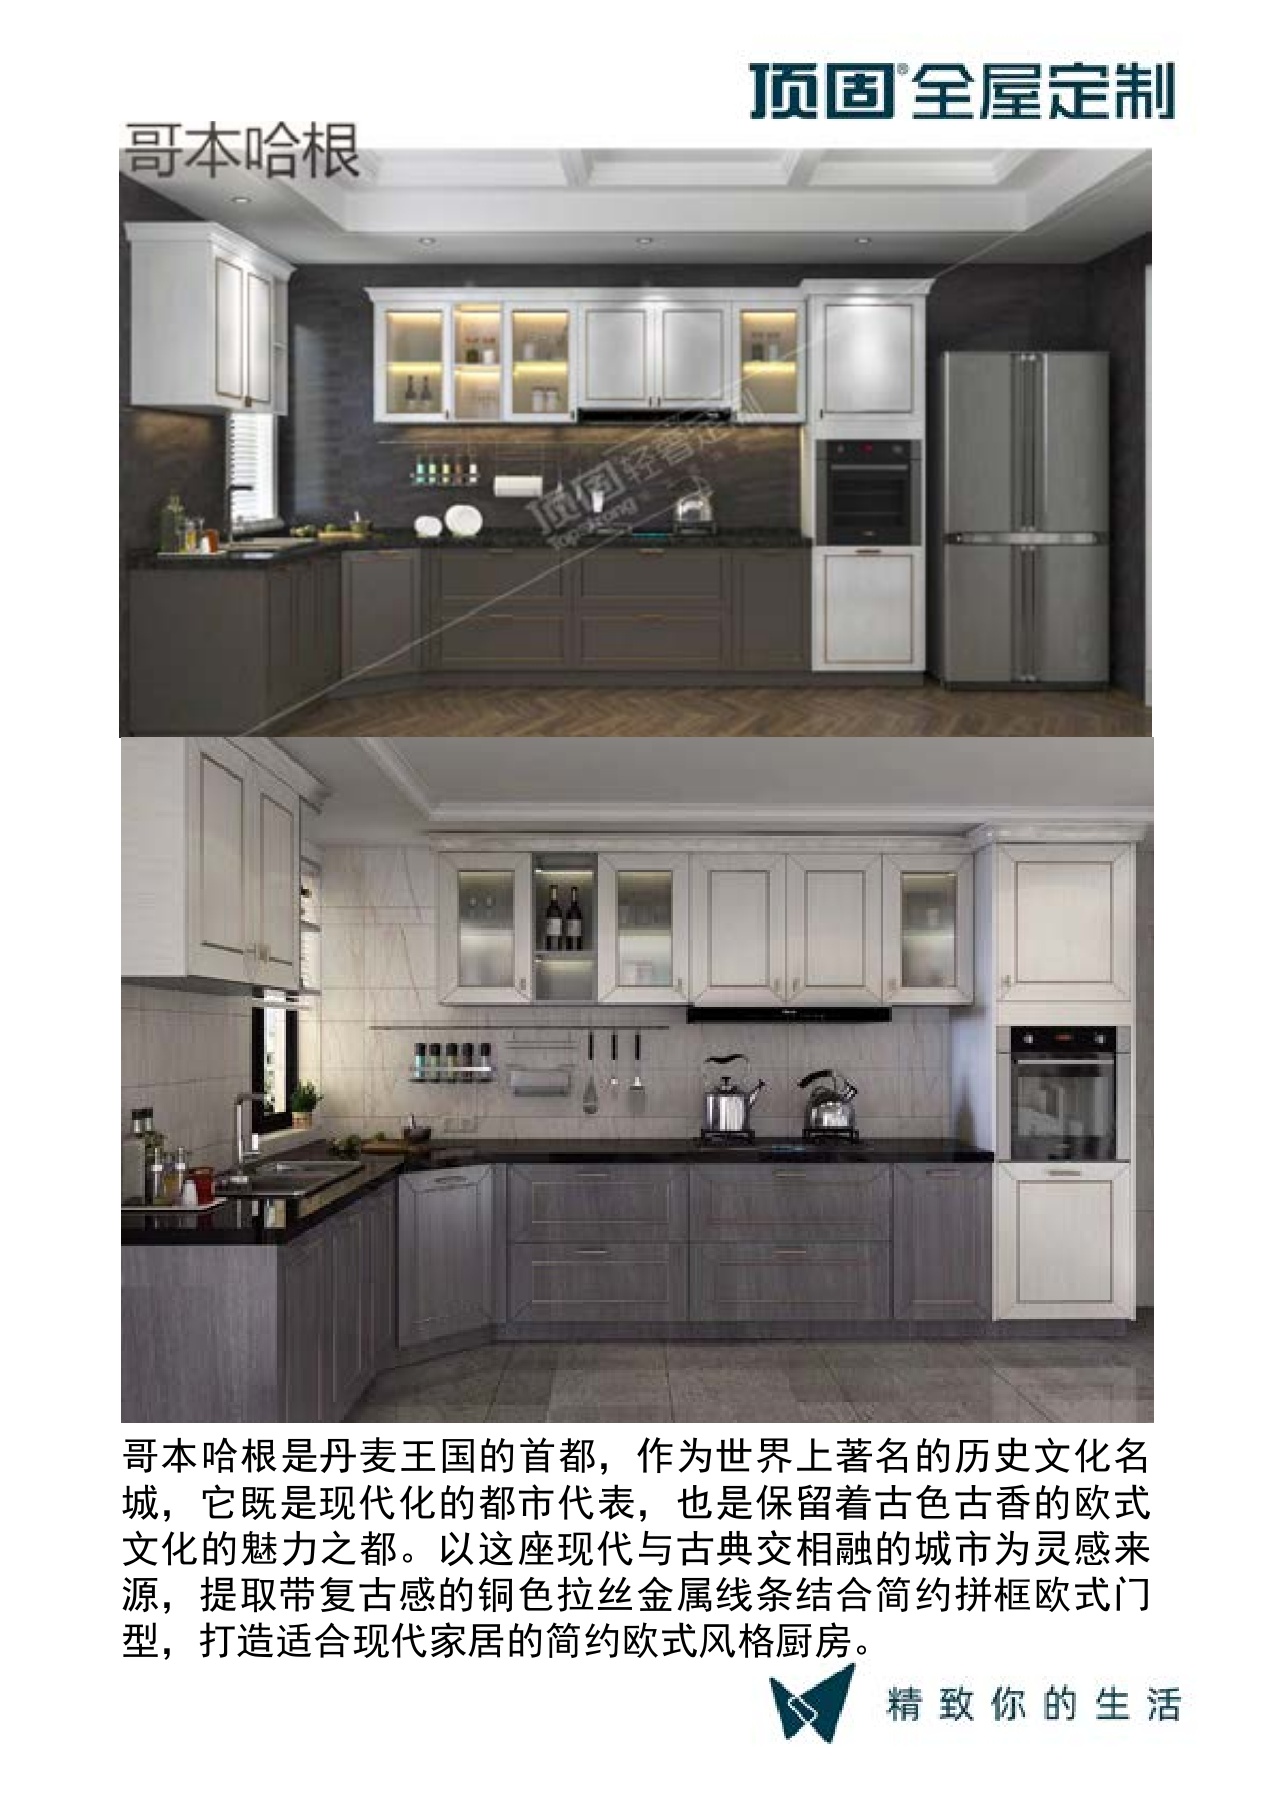 顶固®全屋定制
哥本哈根
顶固轻奢定制
Topstrong
哥本哈根是丹麦王国的首都，作为世界上著名的历史文化名
城，它既是现代化的都市代表，也是保留着古色古香的欧式
文化的魅力之都。以这座现代与古典交相融的城市为灵感来
源，提取带复古感的铜色拉丝金属线条结合简约拼框欧式门
型，打造适合现代家居的简约欧式风格厨房。
精致你的生活